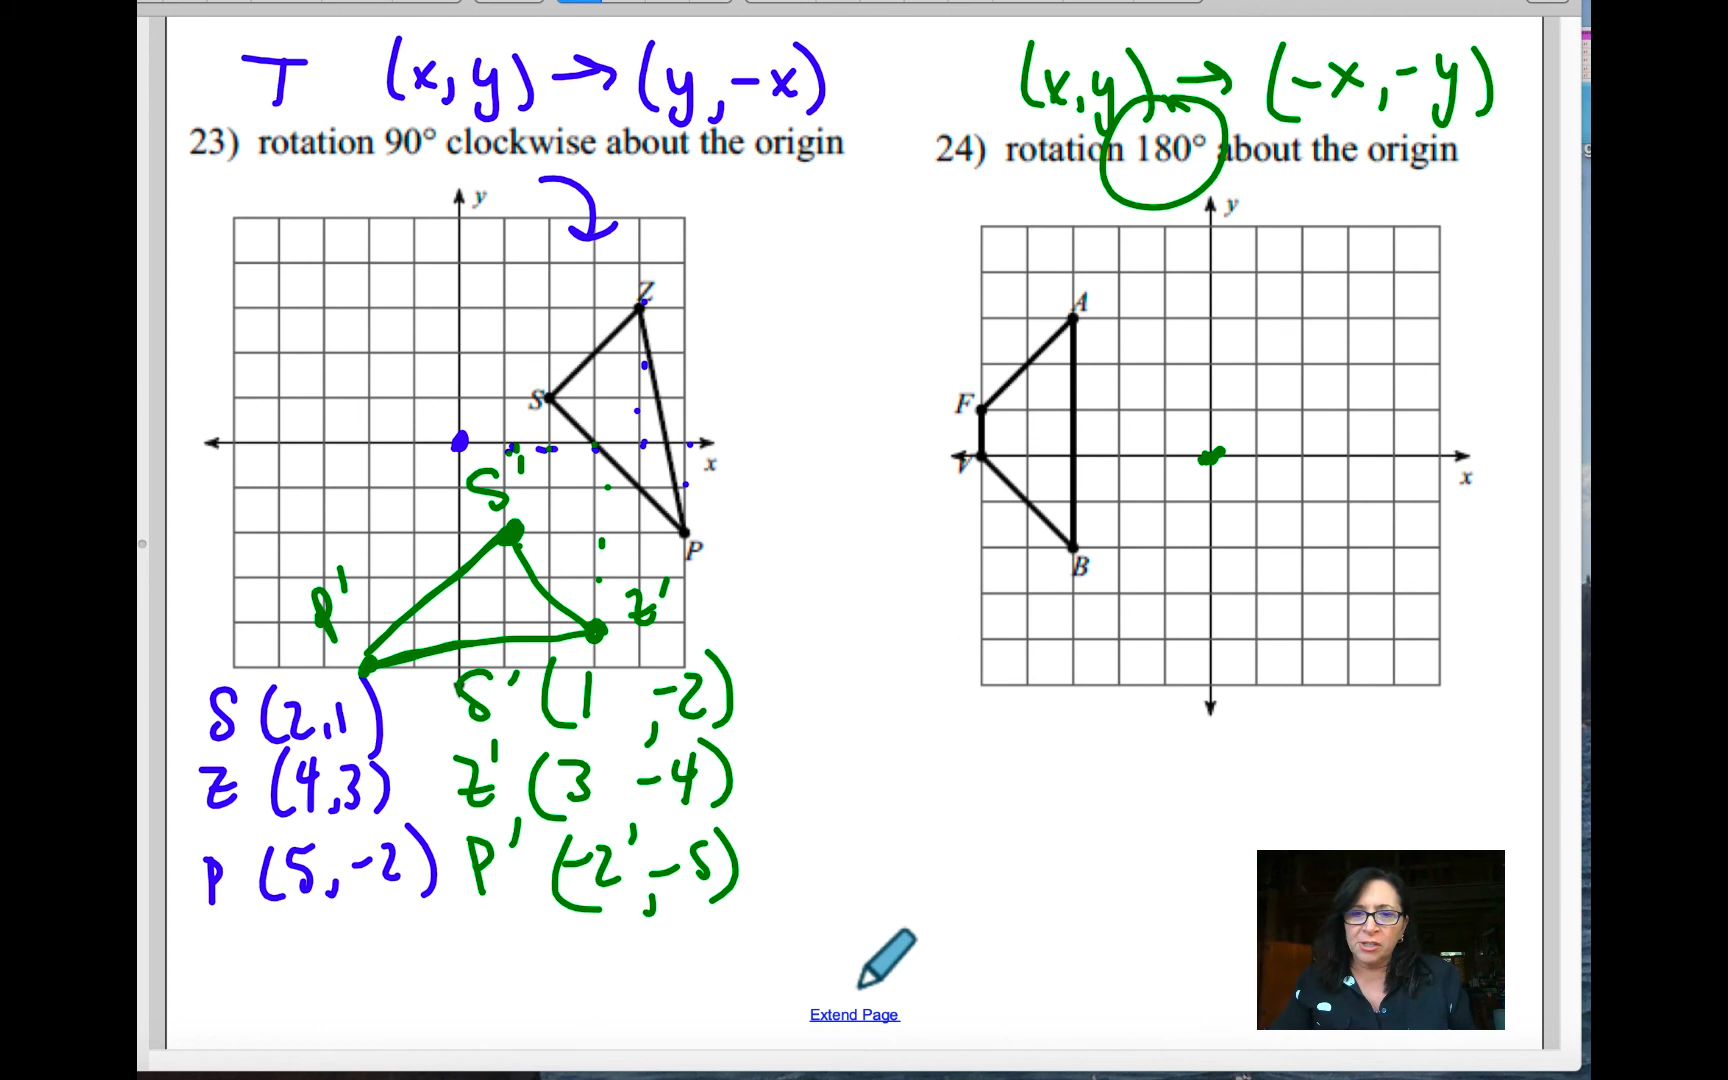 T (x,y) → (y,-x)
(x,y) → (-x,-y)
23) rotation 90° clockwise about the origin
24) rotation 180° about the origin
y
Z
S
x
P
S'
P'
Z'
y
A
F
V
x
B
S (2,1) S' (1,-2)
Z (4,3) Z' (3 -4)
P (5,-2) P' (-2,-5)
Extend Page